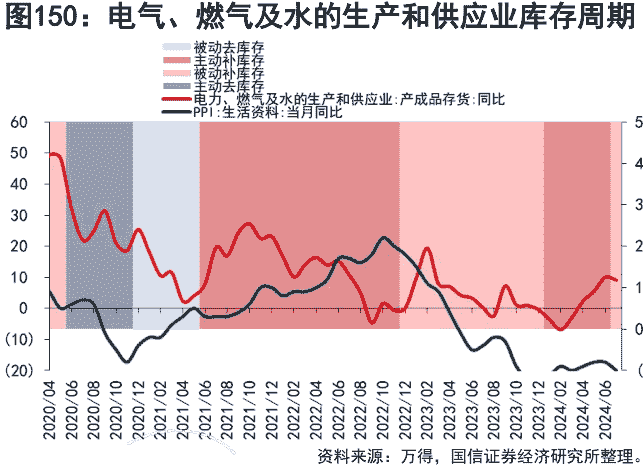 图150：电气、燃气及水的生产和供应业库存周期
被动去库存
主动补库存
被动补库存
主动去库存
电力、燃气及水的生产和供应业:产成品存货:同比
PPI:生活资料:当月同比
60 5
50 4
40 3
30
20 2
10 1
0 0
(10)
(20) (
2020/04 2020/06 2020/08 2020/10 2020/12 2021/02 2021/04 2021/06 2021/08 2021/10 2021/12 2022/02 2022/04 2022/06 2022/08 2022/10 2022/12 2023/02 2023/04 2023/06 2023/08 2023/10 2023/12 2024/02 2024/04 2024/06
资料来源：万得，国信证券经济研究所整理。